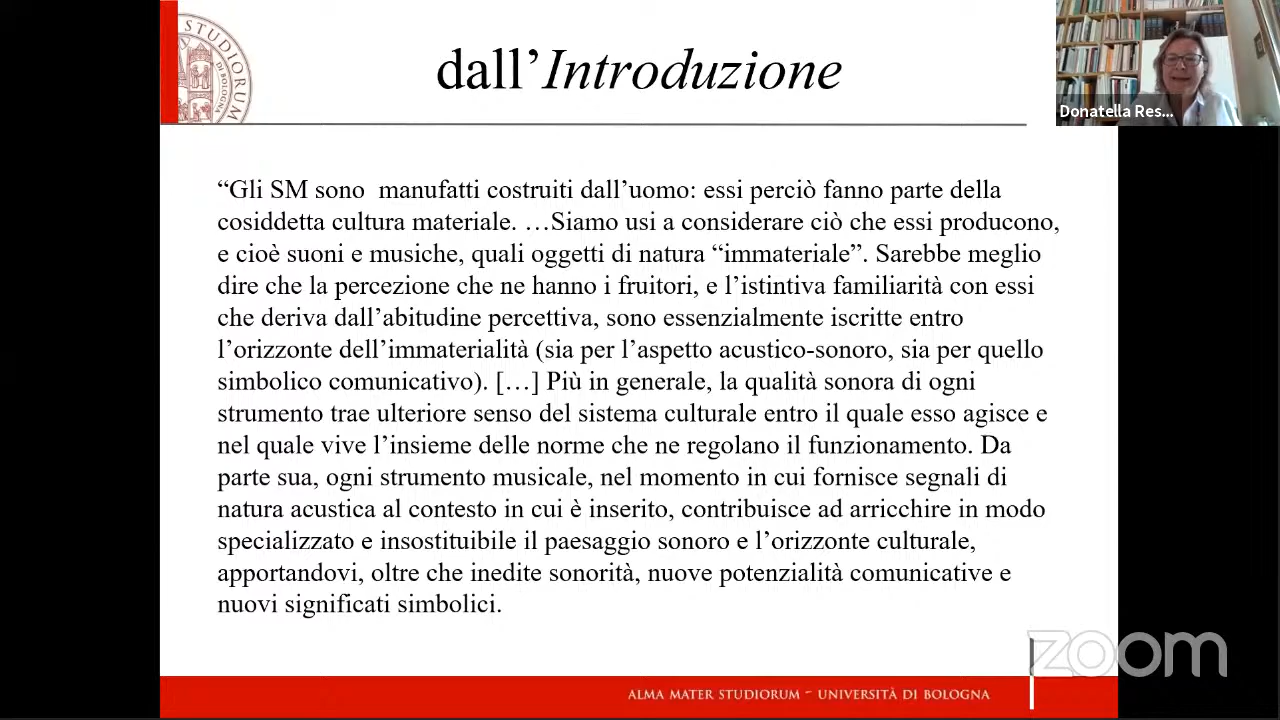 STUDIORUM
DI BOLOGNA
dall’Introduzione
Donatella Res...
“Gli SM sono manufatti costruiti dall’uomo: essi perciò fanno parte della
cosiddetta cultura materiale. …Siamo usi a considerare ciò che essi producono,
e cioè suoni e musiche, quali oggetti di natura “immateriale”. Sarebbe meglio
dire che la percezione che ne hanno i fruitori, e l’istintiva familiarità con essi
che deriva dall’abitudine percettiva, sono essenzialmente iscritte entro
l’orizzonte dell’immaterialità (sia per l’aspetto acustico-sonoro, sia per quello
simbolico comunicativo). […] Più in generale, la qualità sonora di ogni
strumento trae ulteriore senso del sistema culturale entro il quale esso agisce e
nel quale vive l’insieme delle norme che ne regolano il funzionamento. Da
parte sua, ogni strumento musicale, nel momento in cui fornisce segnali di
natura acustica al contesto in cui è inserito, contribuisce ad arricchire in modo
specializzato e insostituibile il paesaggio sonoro e l’orizzonte culturale,
apportandovi, oltre che inedite sonorità, nuove potenzialità comunicative e
nuovi significati simbolici.
zoom
ALMA MATER STUDIORUM – UNIVERSITÀ DI BOLOGNA